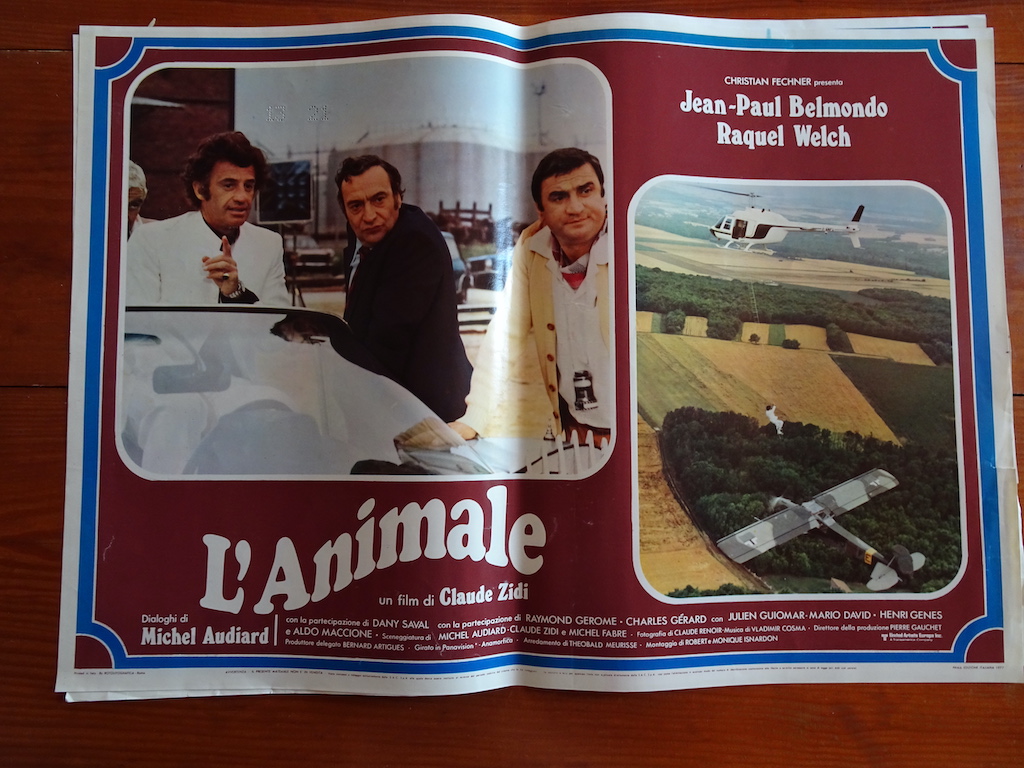 CHRISTIAN FECHNER presenta
Jean-Paul Belmondo
Raquel Welch
L'Animale
un film di Claude Zidi
Dialoghi di
Michel Audiard
con la partecipazione di DANY SAVAL
e ALDO MACCIONE · Sceneggiatura di
Produttore delegato BERNARD ARTIGUES · Girato in Panavision® · Anamorfica
con la partecipazione di RAYMOND GEROME · CHARLES GÉRARD con JULIEN GUIOMAR · MARIO DAVID · HENRI GENES
MICHEL AUDIARD · CLAUDE ZIDI e MICHEL FABRE · Fotografia di CLAUDE RENOIR · Musica di VLADIMIR COSMA · Direttore della produzione PIERRE GAUCHET
Arredamento di THEOBALD MEURISSE · Montaggio di ROBERT e MONIQUE ISNARDON
United Artists Europa Inc.